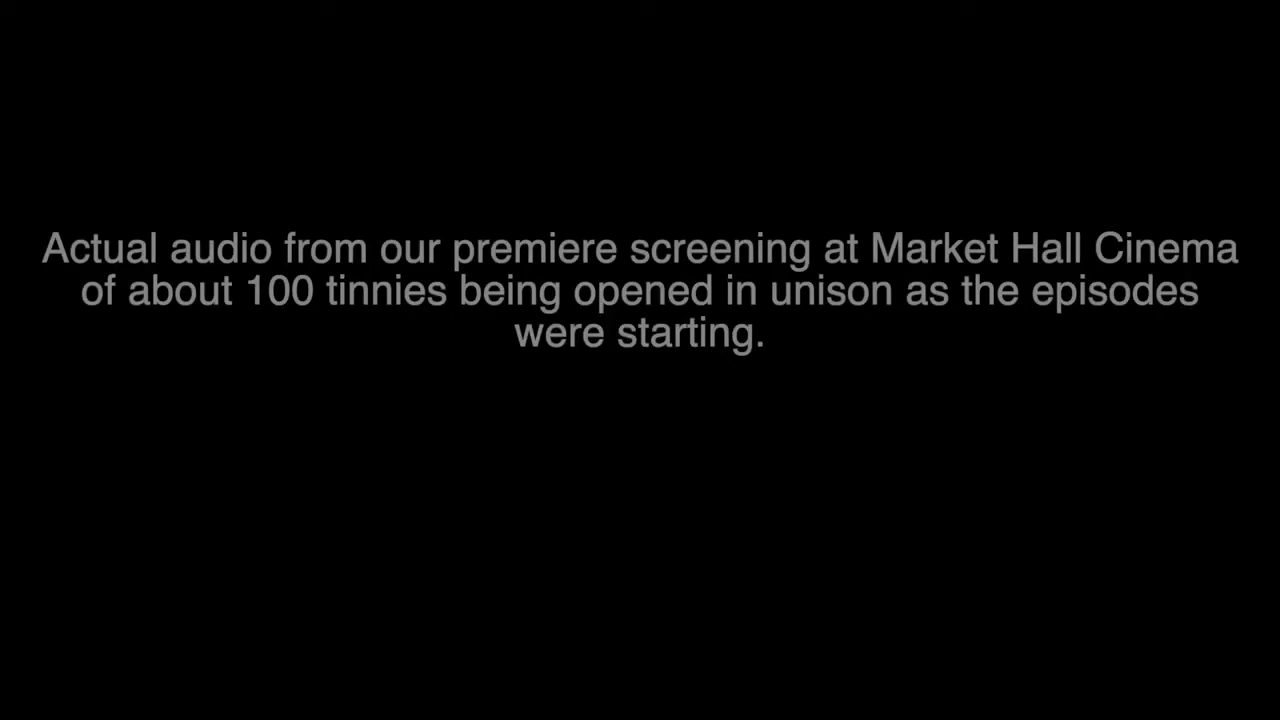 Actual audio from our premiere screening at Market Hall Cinema
of about 100 tinnies being opened in unison as the episodes
were starting.